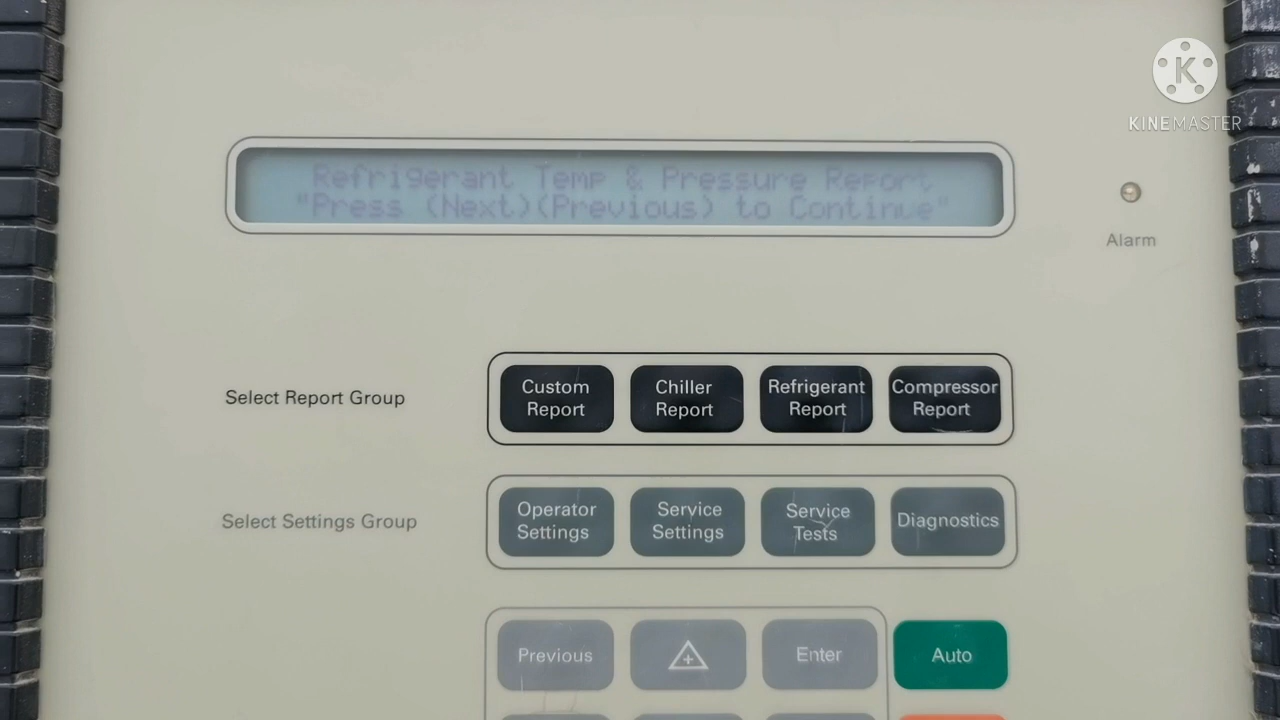 K
KINEMASTER
Refrigerant Temp & Pressure Report
"Press (Next)(Previous) to Continue"
Alarm
Select Report Group
Custom
Report
Chiller
Report
Refrigerant
Report
Compressor
Report
Select Settings Group
Operator
Settings
Service
Settings
Service
Tests
Diagnostics
Previous
+
Enter
Auto